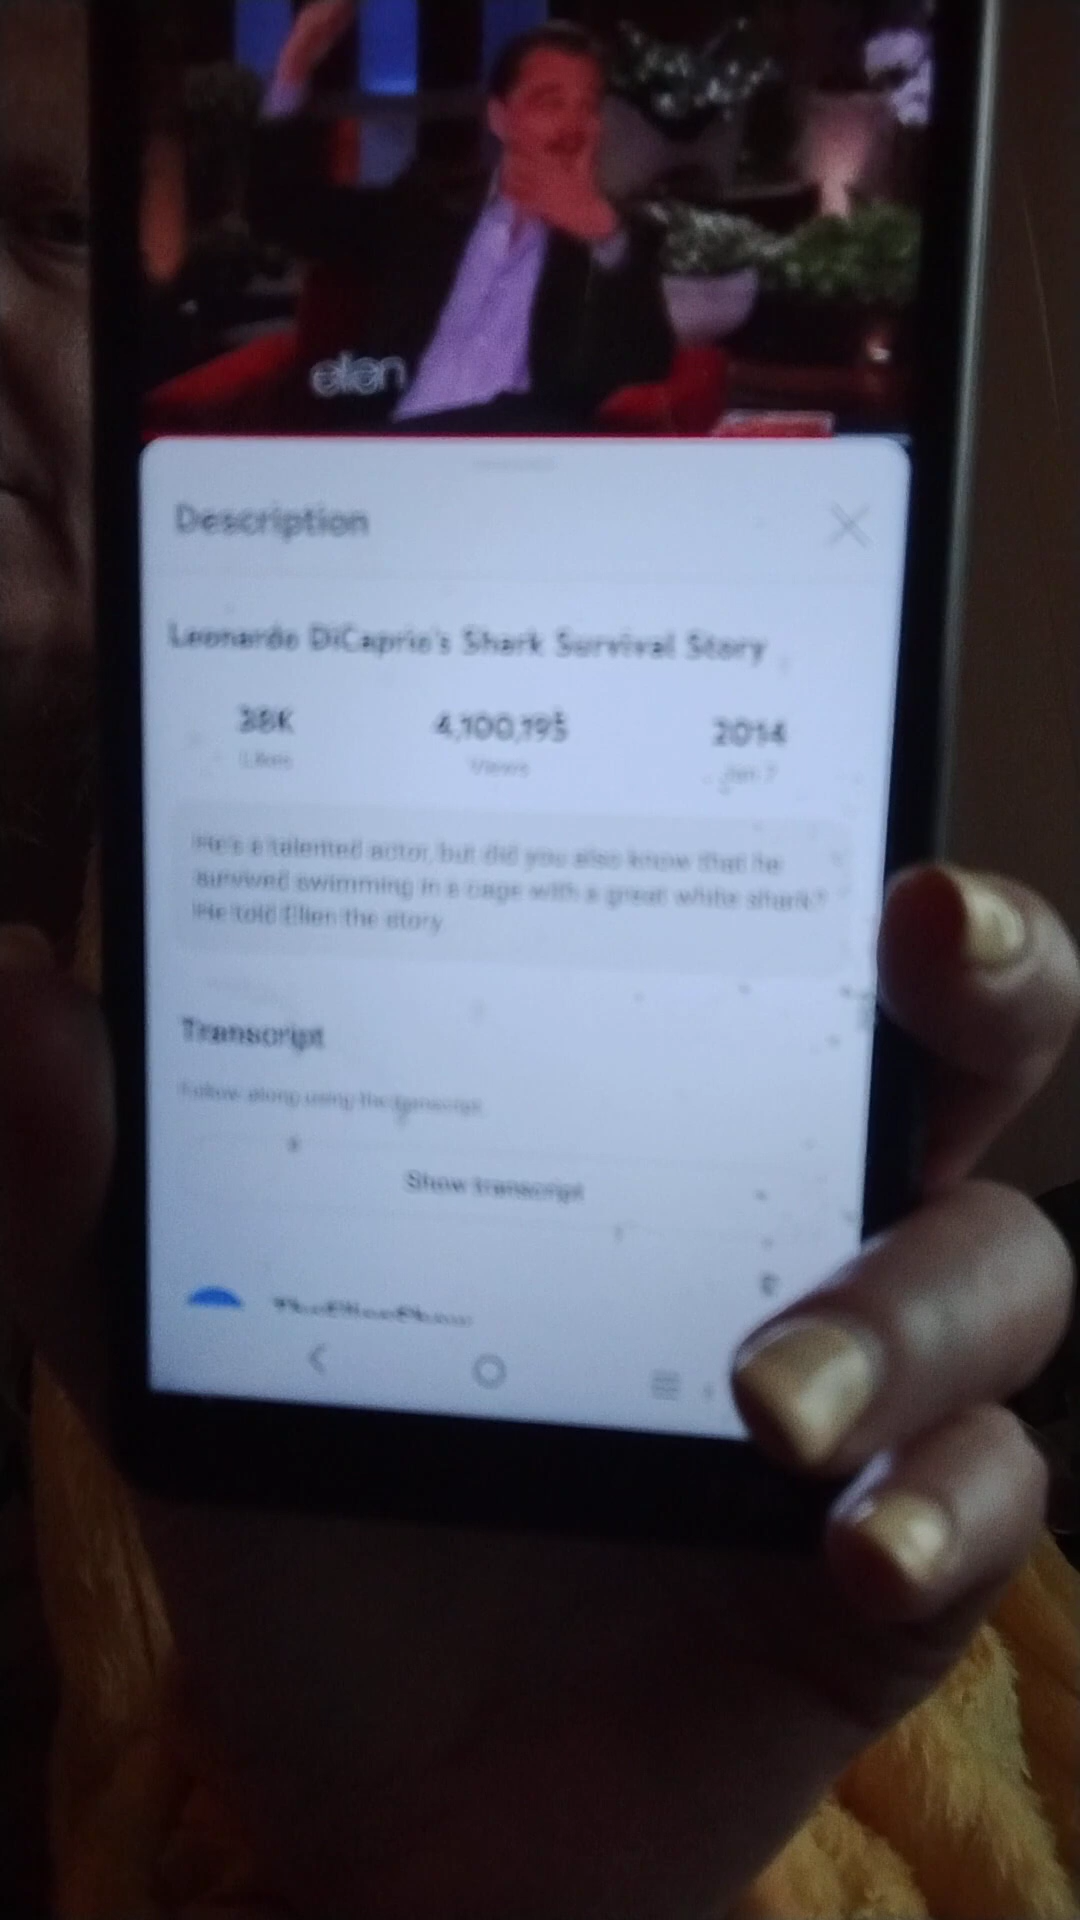 ellen
Description
Leonardo DiCaprio's Shark Survival Story
38K
4,100,195
2014
Likes
Views
Jan 7
He's a talented actor, but did you also know that he
survived swimming in a cage with a great white shark?
He told Ellen the story
Transcript
Follow along using the transcript.
Show transcript
TheEllenShow